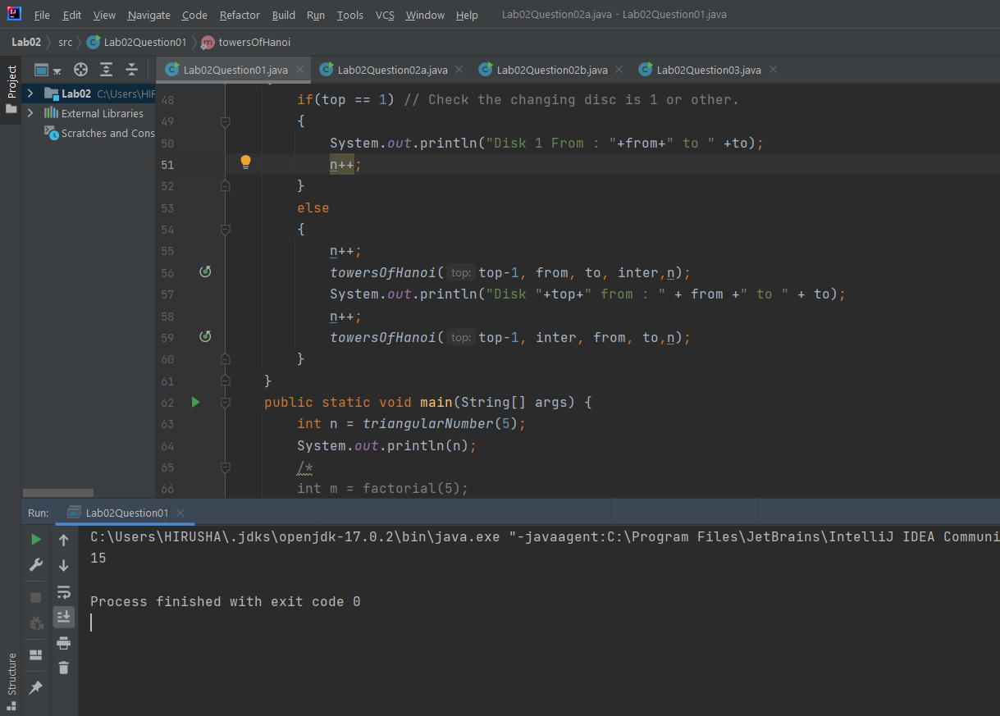 File Edit View Navigate Code Refactor Build Run Tools VCS Window Help Lab02Question02a.java - Lab02Question01.java
Lab02 src Lab02Question01 towersOfHanoi
Project
Lab02Question01.java Lab02Question02a.java Lab02Question02b.java Lab02Question03.java
Lab02 C:\Users\HIR
External Libraries
Scratches and Cons
48 if(top == 1) // Check the changing disc is 1 or other.
49 {
50 System.out.println("Disk 1 From : "+from+" to " +to);
51 n++;
52 }
53 else
54 {
55 n++;
56 towersOfHanoi( top: top-1, from, to, inter,n);
57 System.out.println("Disk "+top+" from : " + from +" to " + to);
58 n++;
59 towersOfHanoi( top: top-1, inter, from, to,n);
60 }
61 }
62 public static void main(String[] args) {
63 int n = triangularNumber(5);
64 System.out.println(n);
65 /*
66 int m = factorial(5);
Run: Lab02Question01
C:\Users\HIRUSHA\.jdks\openjdk-17.0.2\bin\java.exe "-javaagent:C:\Program Files\JetBrains\IntelliJ IDEA Communi
15
Process finished with exit code 0
Structure